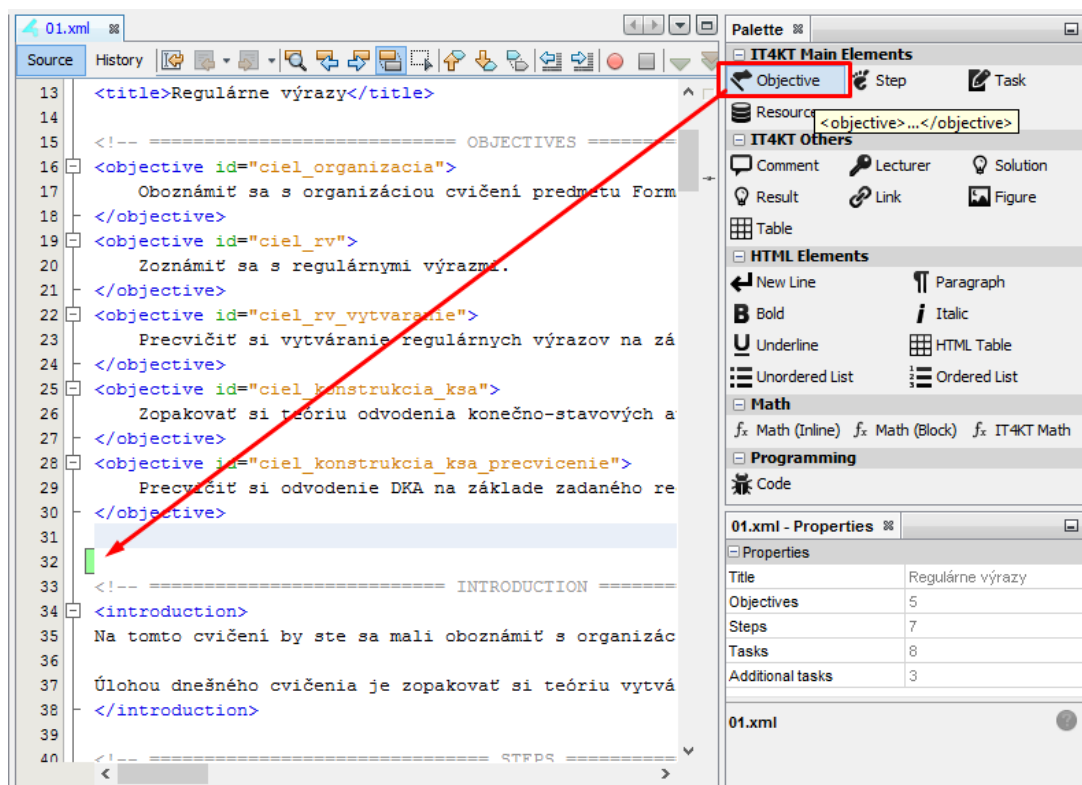 01.xml
Source History
13 <title>Regulárne výrazy</title>
14
15 <!-- ============================ OBJECTIVES =========
16 <objective id="ciel_organizacia">
17 Oboznámiť sa s organizáciou cvičení predmetu Form
18 </objective>
19 <objective id="ciel_rv">
20 Zoznámiť sa s regulárnymi výrazmi.
21 </objective>
22 <objective id="ciel_rv_vytvaranie">
23 Precvičiť si vytváranie regulárnych výrazov na zá
24 </objective>
25 <objective id="ciel_konstrukcia_ksa">
26 Zopakovať si teóriu odvodenia konečno-stavových a
27 </objective>
28 <objective id="ciel_konstrukcia_ksa_precvicenie">
29 Precvičiť si odvodenie DKA na základe zadaného re
30 </objective>
31
32
33 <!-- =========================== INTRODUCTION ========
34 <introduction>
35 Na tomto cvičení by ste sa mali oboznámiť s organizác
36
37 Úlohou dnešného cvičenia je zopakovať si teóriu vytvá
38 </introduction>
39
40 <!-- =============================== STEPS ===========
Palette
IT4KT Main Elements
Objective Step Task
Resource
<objective>...</objective>
IT4KT Others
Comment Lecturer Solution
Result Link Figure
Table
HTML Elements
New Line Paragraph
Bold Italic
Underline HTML Table
Unordered List Ordered List
Math
Math (Inline) Math (Block) IT4KT Math
Programming
Code
01.xml - Properties
Properties
Title Regulárne výrazy
Objectives 5
Steps 7
Tasks 8
Additional tasks 3
01.xml